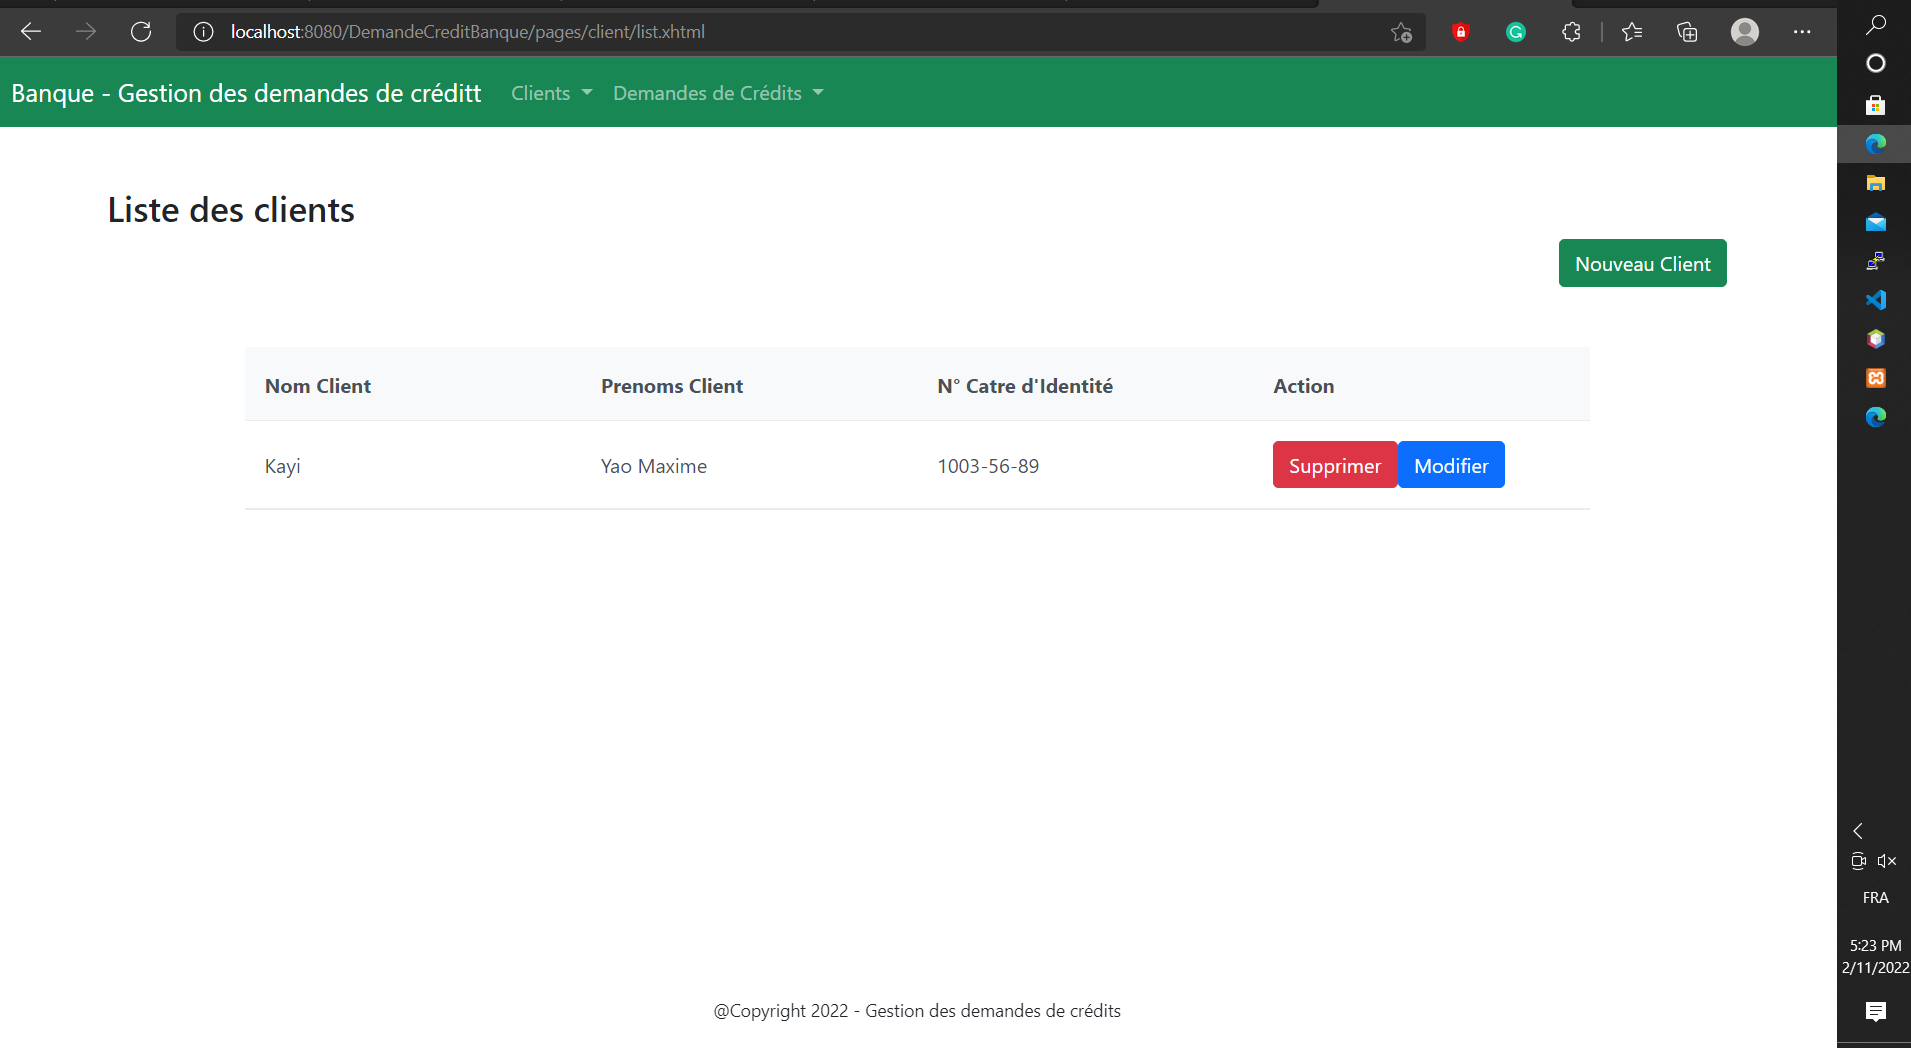 localhost:8080/DemandeCreditBanque/pages/client/list.xhtml
Banque - Gestion des demandes de créditt Clients Demandes de Crédits
Liste des clients
Nouveau Client
Nom Client Prenoms Client N° Catre d'Identité Action
Kayi Yao Maxime 1003-56-89 Supprimer Modifier
@Copyright 2022 - Gestion des demandes de crédits
FRA
5:23 PM
2/11/2022